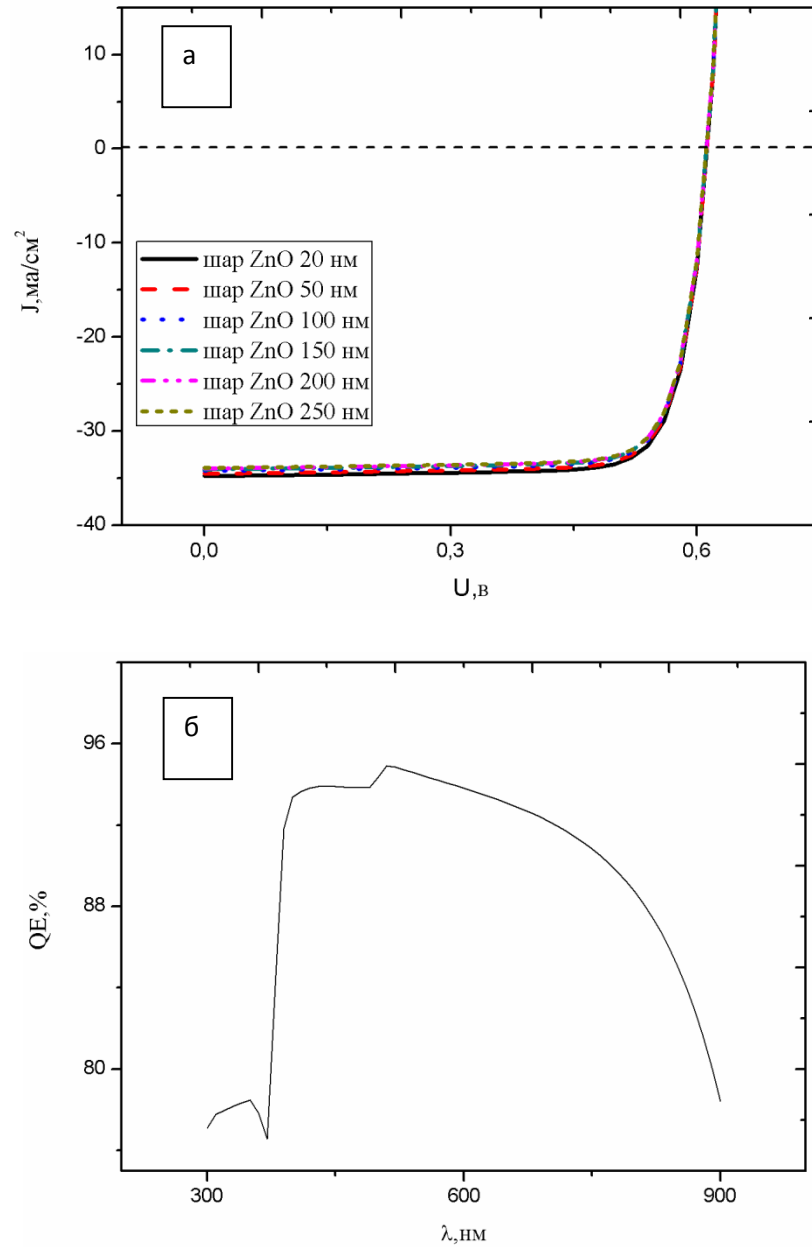 а
10
0
-10
-20
-30
-40
J,ма/см²
шар ZnO 20 нм
шар ZnO 50 нм
шар ZnO 100 нм
шар ZnO 150 нм
шар ZnO 200 нм
шар ZnO 250 нм
0,0 0,3 0,6
U,в
б
96
88
80
QE,%
300 600 900
λ,нм